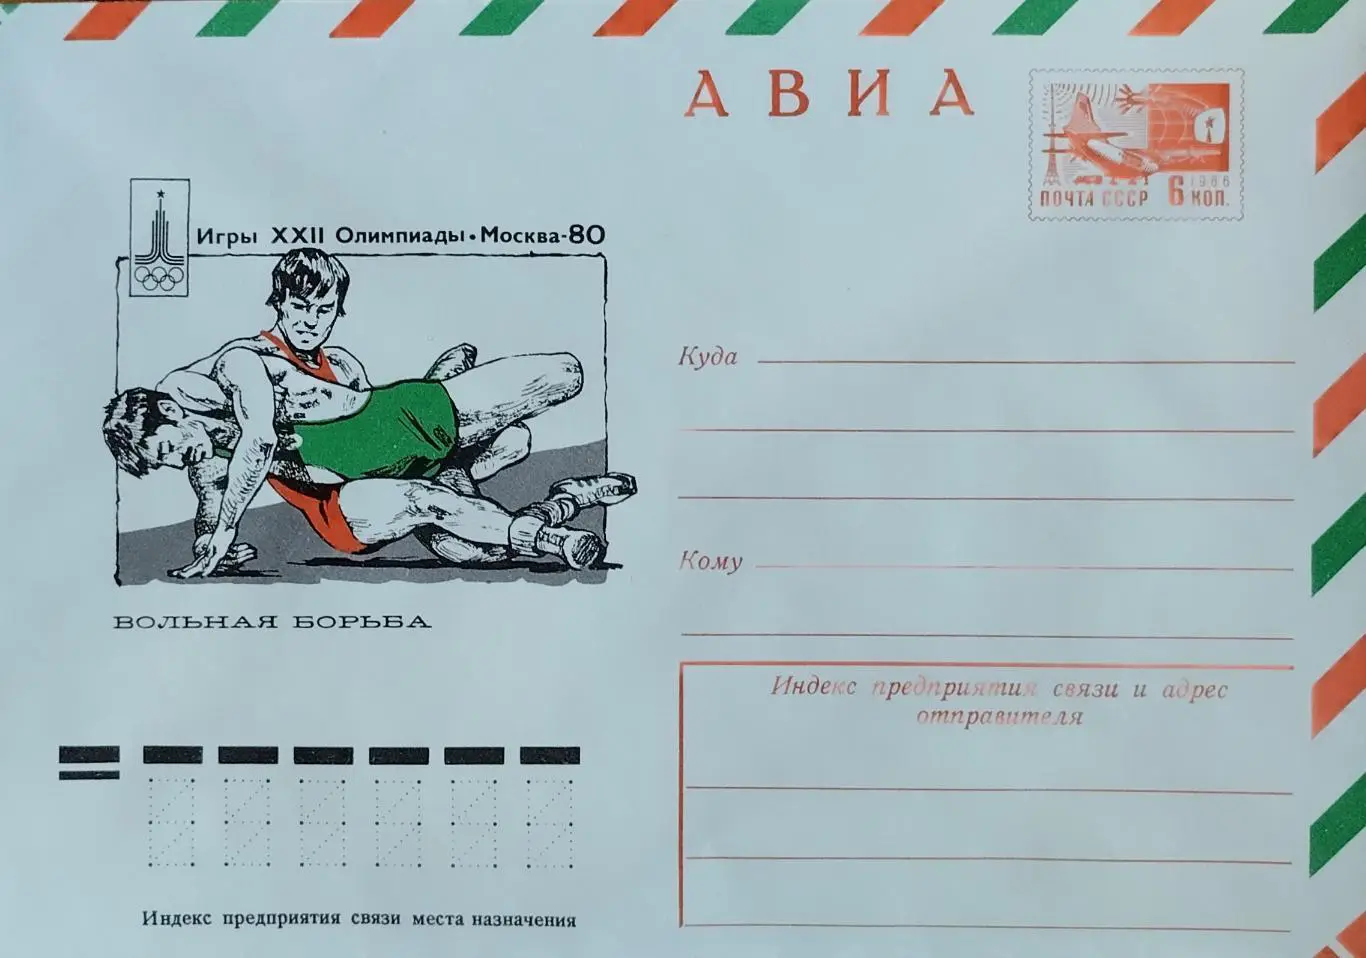 АВИА
1966
ПОЧТА СССР 6 КОП.
Игры XXII Олимпиады • Москва-80
Куда
Кому
ВОЛЬНАЯ БОРЬБА
Индекс предприятия связи и адрес
отправителя
Индекс предприятия связи места назначения